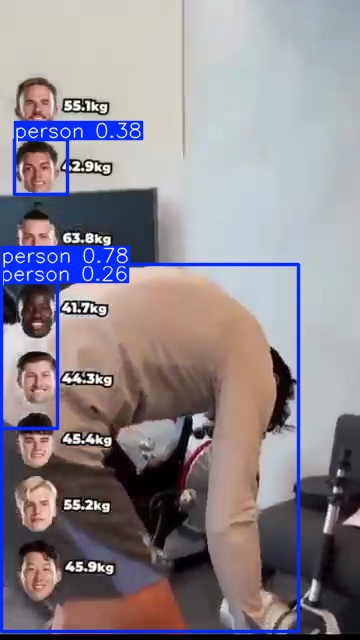 55.1kg
person 0.38
42.9kg
63.8kg
person 0.78
person 0.26
41.7kg
44.3kg
45.4kg
55.2kg
45.9kg